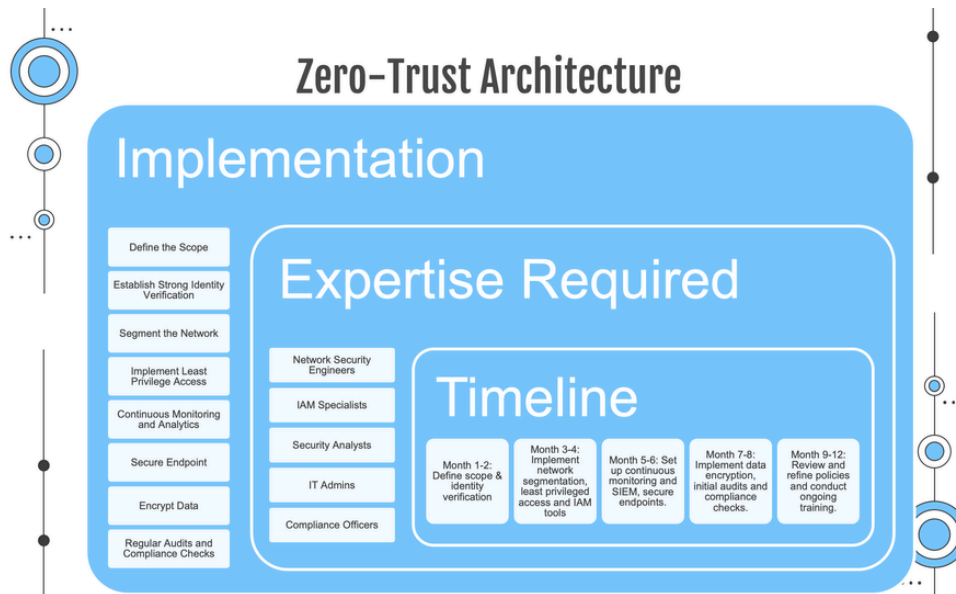 Zero-Trust Architecture
Implementation
Define the Scope
Establish Strong Identity
Verification
Segment the Network
Implement Least
Privilege Access
Continuous Monitoring
and Analytics
Secure Endpoint
Encrypt Data
Regular Audits and
Compliance Checks
Expertise Required
Network Security
Engineers
IAM Specialists
Security Analysts
IT Admins
Compliance Officers
Timeline
Month 1-2:
Define scope &
identity
verification
Month 3-4:
Implement
network
segmentation,
least privileged
access and IAM
tools
Month 5-6: Set
up continuous
monitoring and
SIEM, secure
endpoints.
Month 7-8:
Implement data
encryption,
initial audits and
compliance
checks.
Month 9-12:
Review and
refine policies
and conduct
ongoing
training.